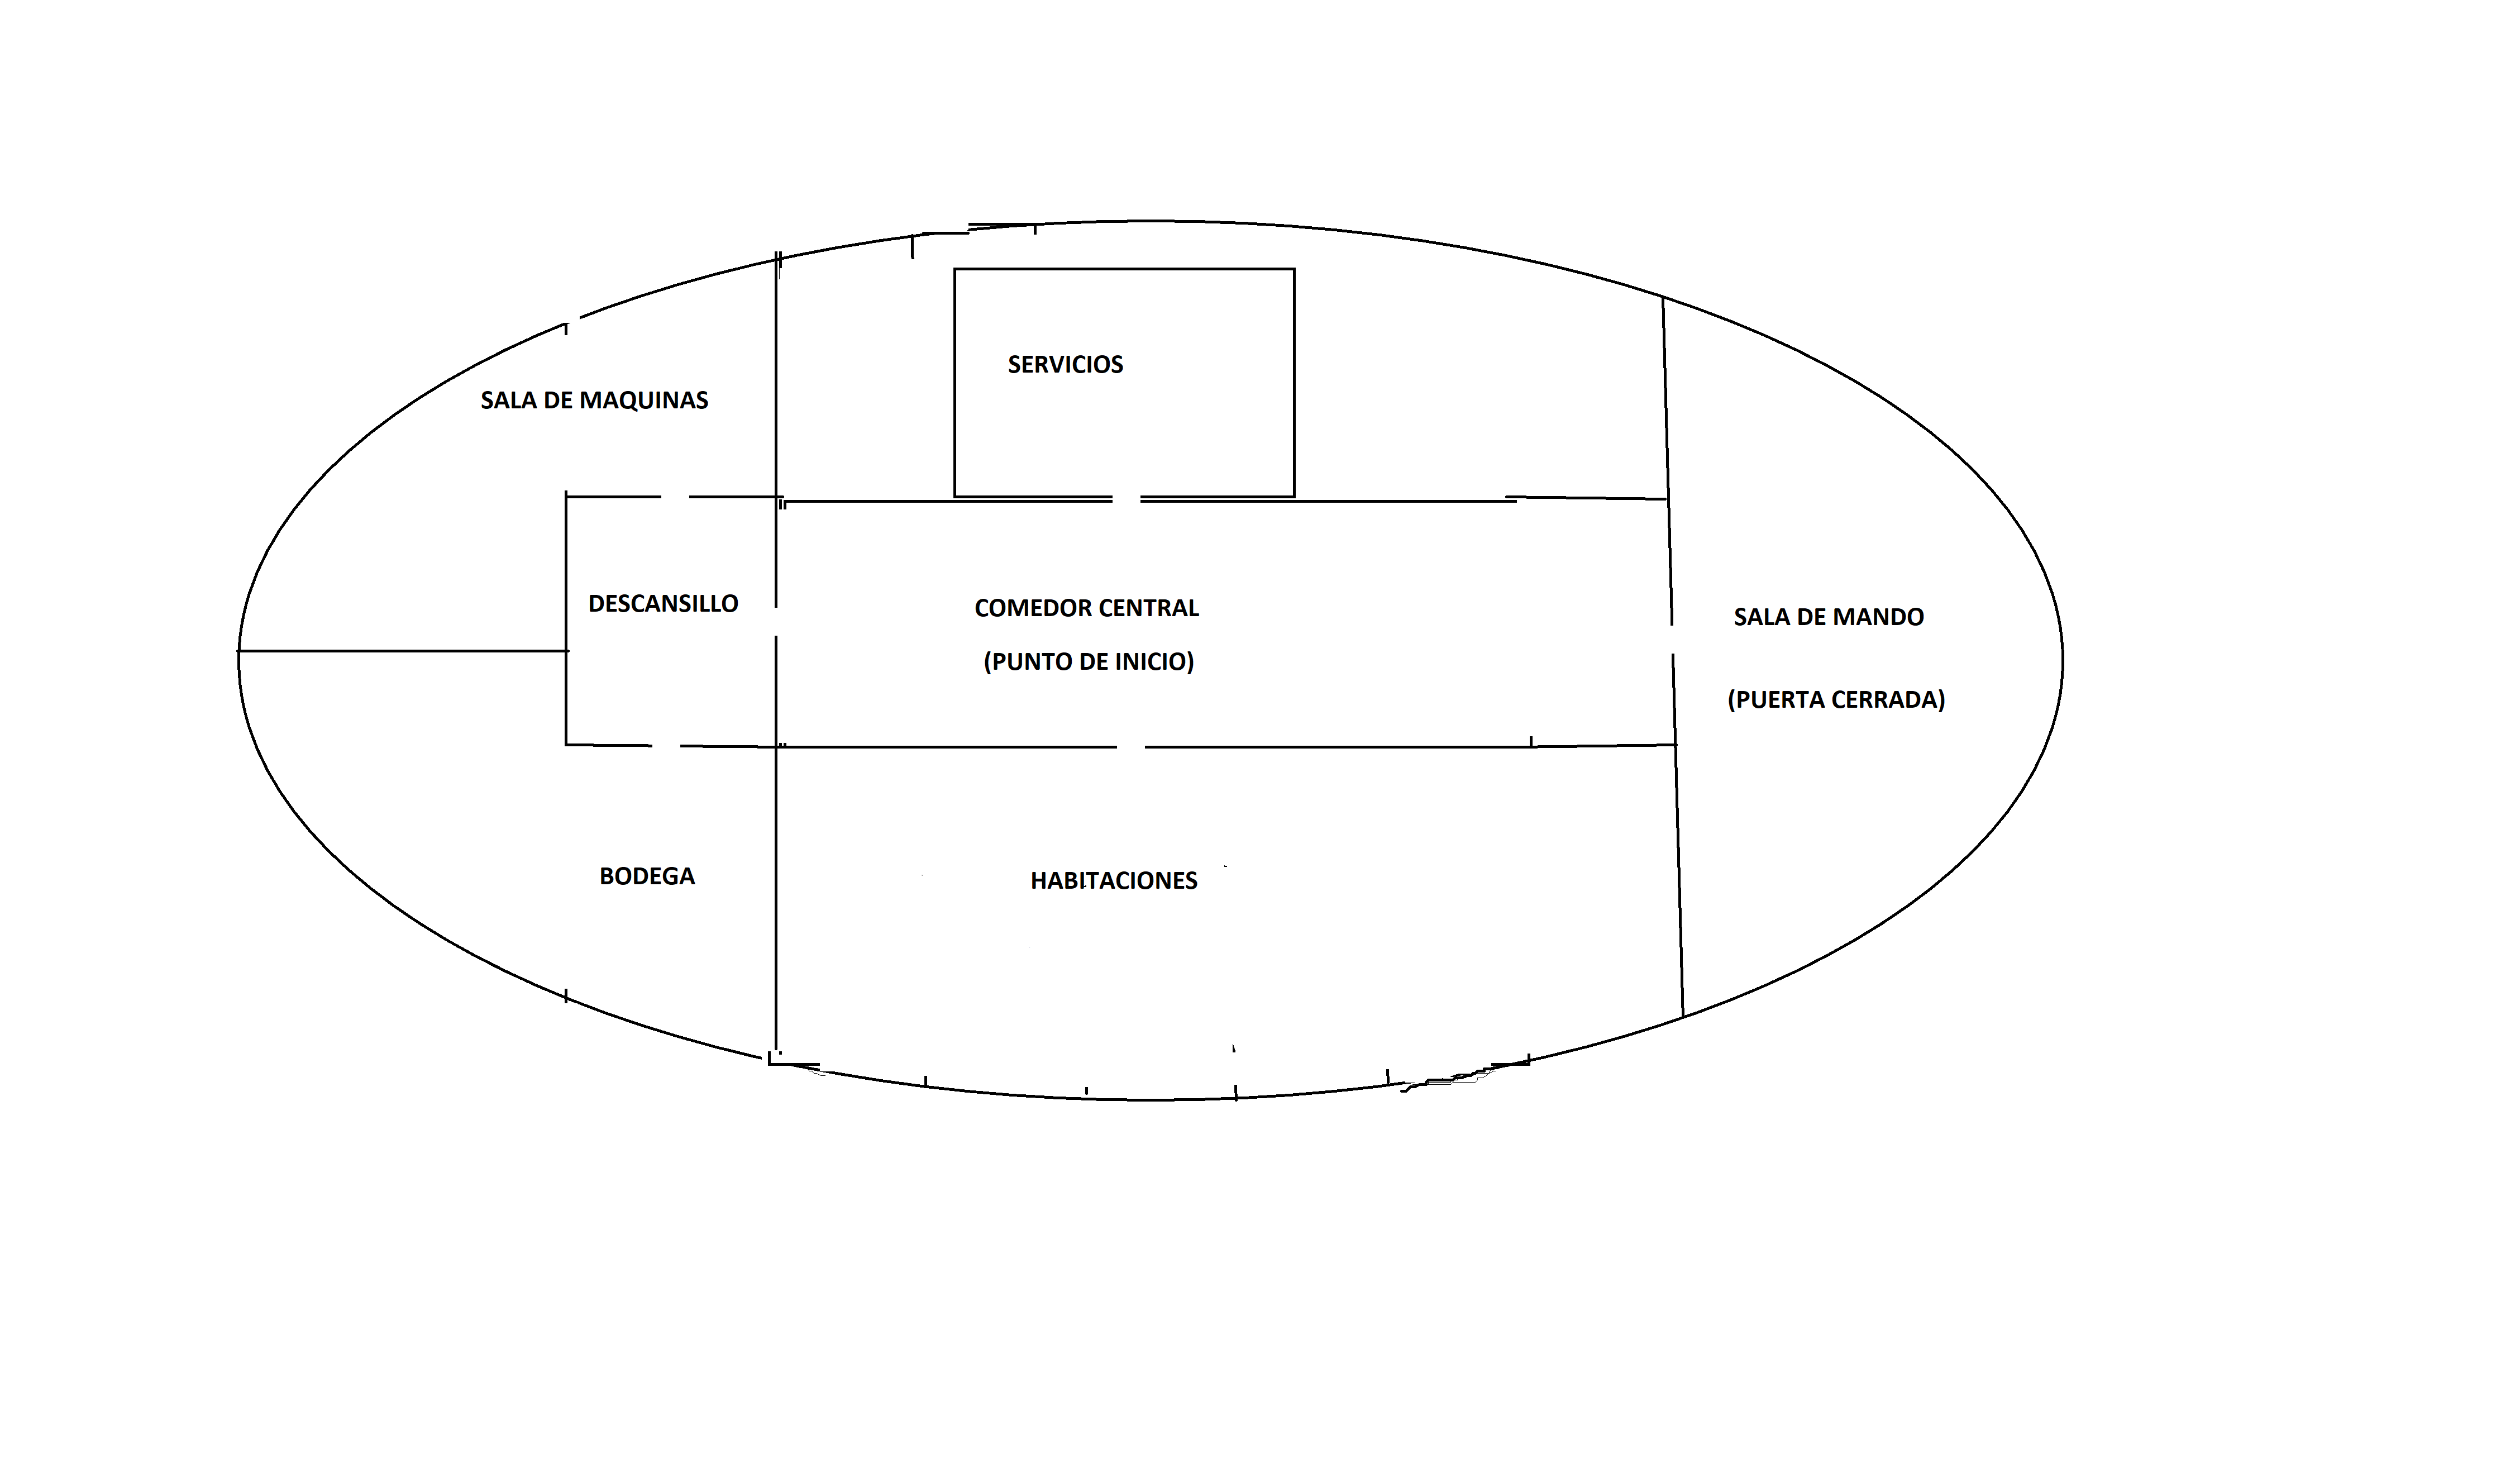 SERVICIOS
SALA DE MAQUINAS
DESCANSILLO
COMEDOR CENTRAL
(PUNTO DE INICIO)
SALA DE MANDO
(PUERTA CERRADA)
BODEGA
HABITACIONES